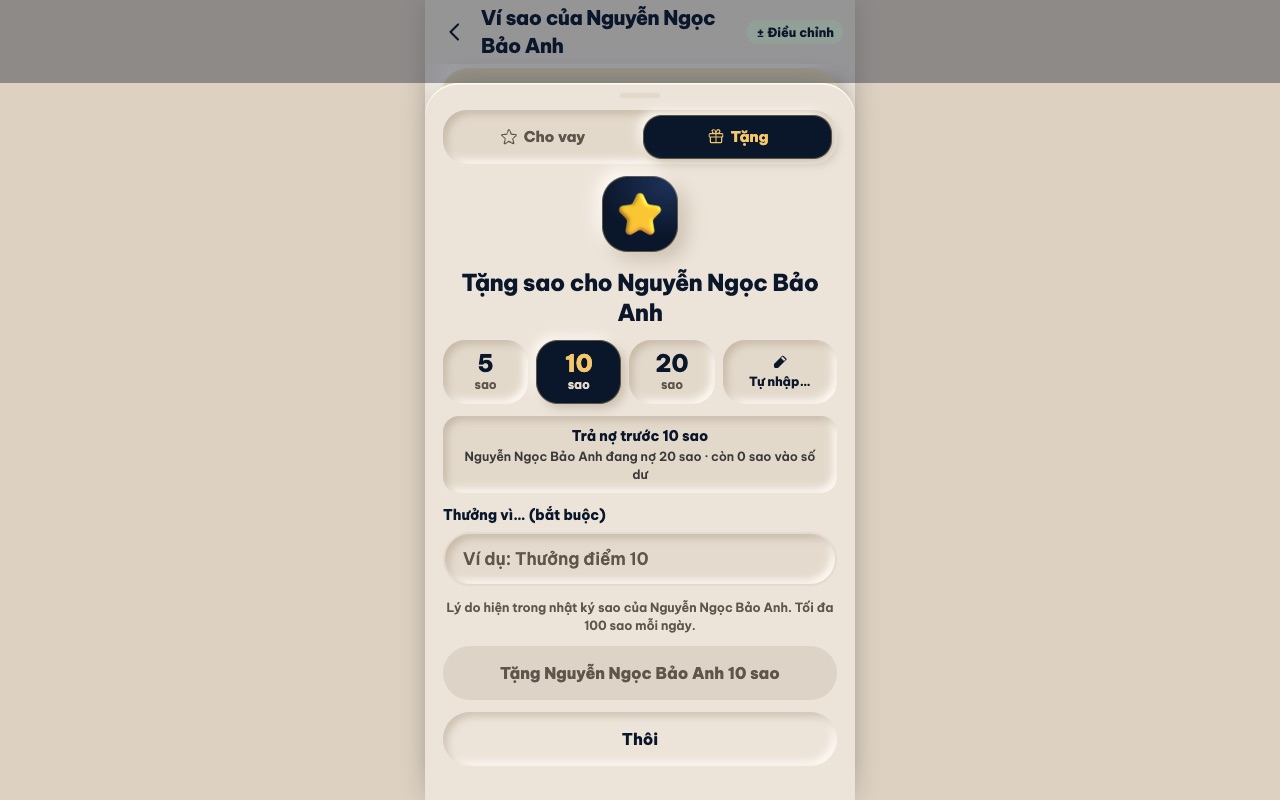 Ví sao của Nguyễn Ngọc
Bảo Anh
± Điều chỉnh
Cho vay
Tặng
Tặng sao cho Nguyễn Ngọc Bảo
Anh
5
sao
10
sao
20
sao
Tự nhập...
Trả nợ trước 10 sao
Nguyễn Ngọc Bảo Anh đang nợ 20 sao · còn 0 sao vào số
dư
Thưởng vì... (bắt buộc)
Ví dụ: Thưởng điểm 10
Lý do hiện trong nhật ký sao của Nguyễn Ngọc Bảo Anh. Tối đa
100 sao mỗi ngày.
Tặng Nguyễn Ngọc Bảo Anh 10 sao
Thôi